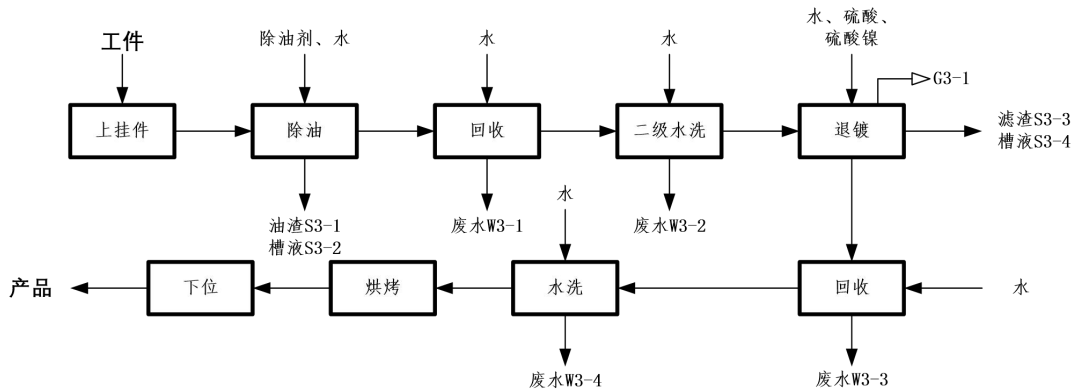 工件
除油剂、水
水
水
水、硫酸、
硫酸镍
G3-1
上挂件
除油
回收
二级水洗
退镀
滤渣S3-3
槽液S3-4
油渣S3-1
槽液S3-2
废水W3-1
水
废水W3-2
产品
下位
烘烤
水洗
回收
水
废水W3-4
废水W3-3